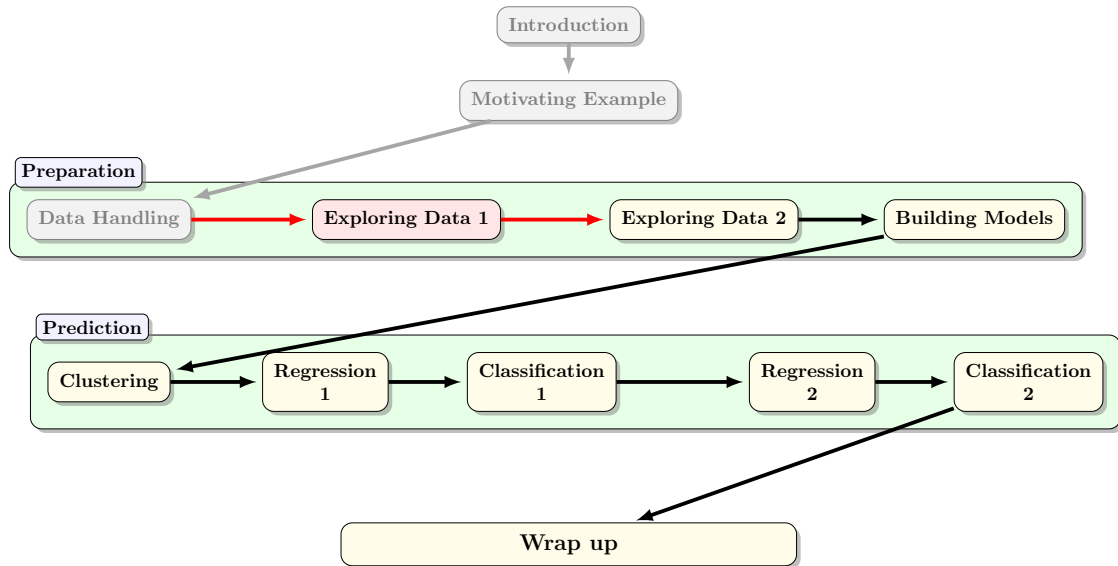 Introduction
Motivating Example
Preparation
Data Handling
Exploring Data 1
Exploring Data 2
Building Models
Prediction
Clustering
Regression
1
Classification
1
Regression
2
Classification
2
Wrap up